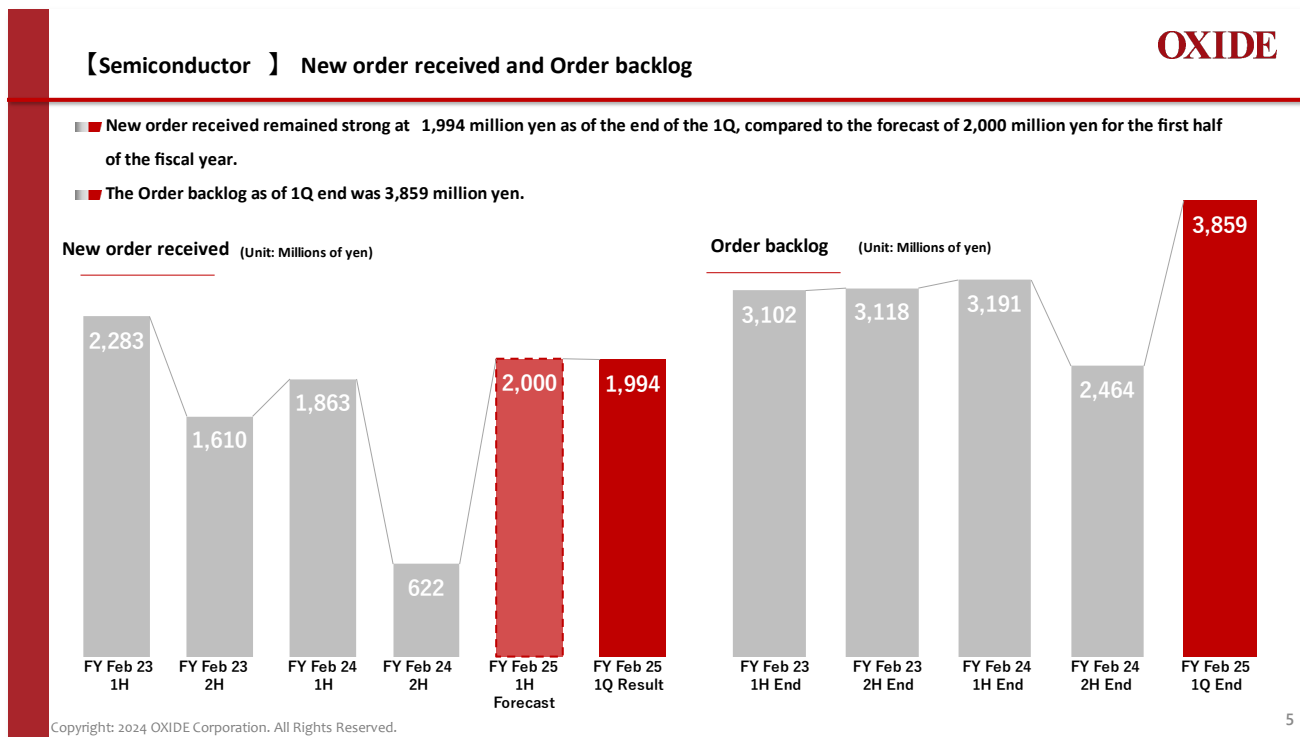 【Semiconductor 】 New order received and Order backlog
OXIDE
New order received remained strong at 1,994 million yen as of the end of the 1Q, compared to the forecast of 2,000 million yen for the first half
of the fiscal year.
The Order backlog as of 1Q end was 3,859 million yen.
New order received (Unit: Millions of yen)
2,283
1,610
1,863
622
2,000
1,994
FY Feb 23
1H
FY Feb 23
2H
FY Feb 24
1H
FY Feb 24
2H
FY Feb 25
1H
Forecast
FY Feb 25
1Q Result
Order backlog (Unit: Millions of yen)
3,102
3,118
3,191
2,464
3,859
FY Feb 23
1H End
FY Feb 23
2H End
FY Feb 24
1H End
FY Feb 24
2H End
FY Feb 25
1Q End
Copyright: 2024 OXIDE Corporation. All Rights Reserved.
5